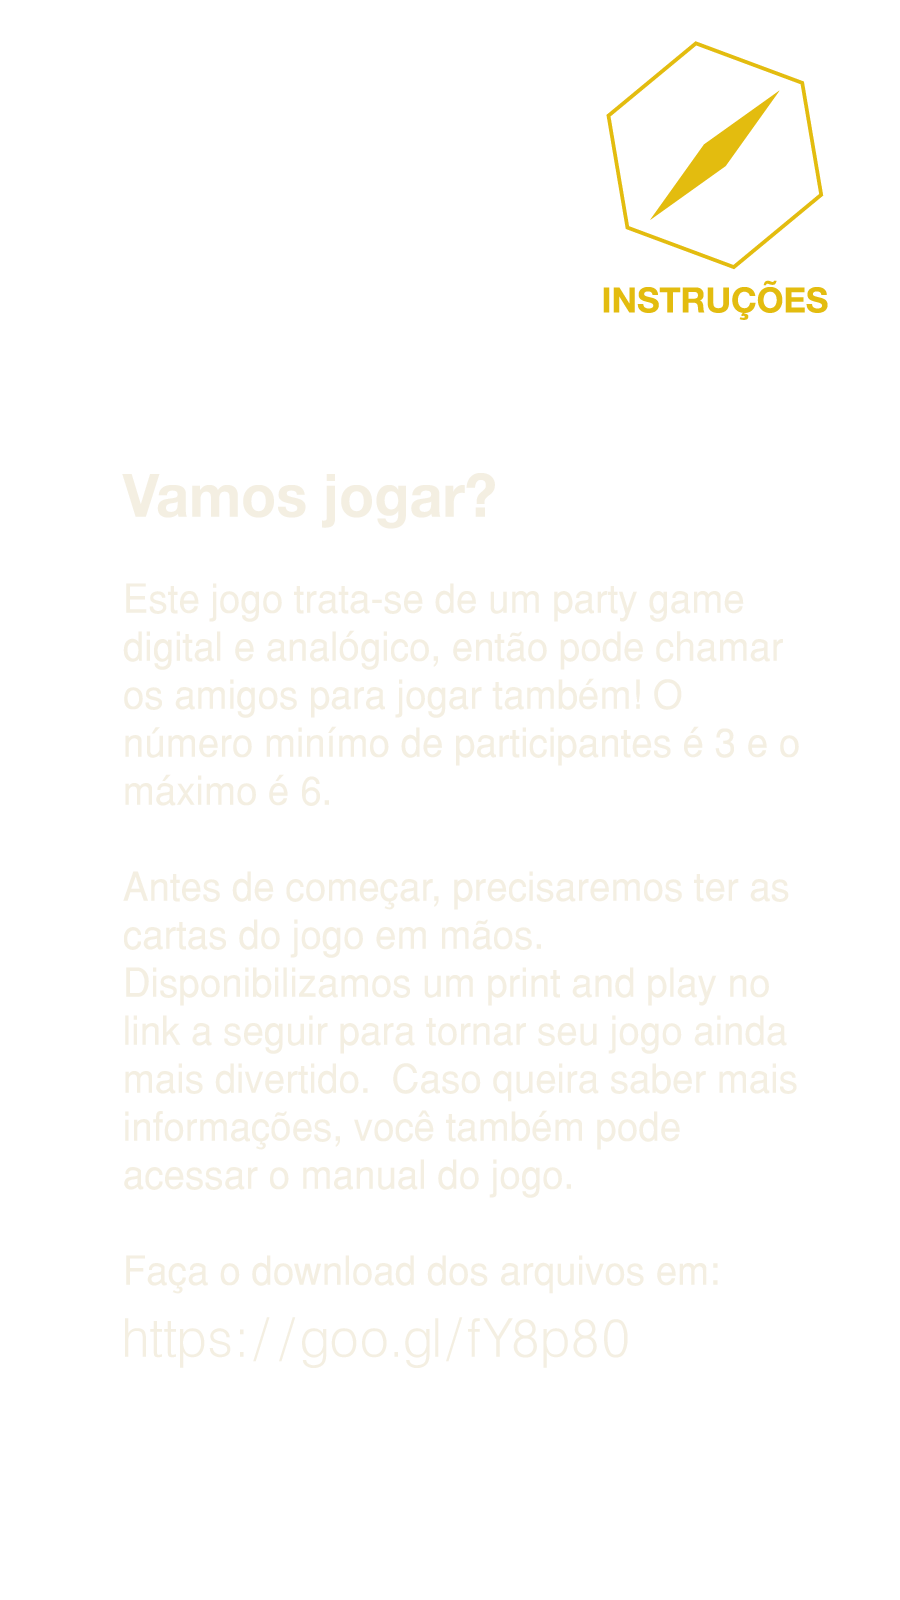 INSTRUÇÕES
Vamos jogar?
Este jogo trata-se de um party game
digital e analógico, então pode chamar
os amigos para jogar também! O
número minímo de participantes é 3 e o
máximo é 6.
Antes de começar, precisaremos ter as
cartas do jogo em mãos.
Disponibilizamos um print and play no
link a seguir para tornar seu jogo ainda
mais divertido.  Caso queira saber mais
informações, você também pode
acessar o manual do jogo.
Faça o download dos arquivos em:
https://goo.gl/fY8p80